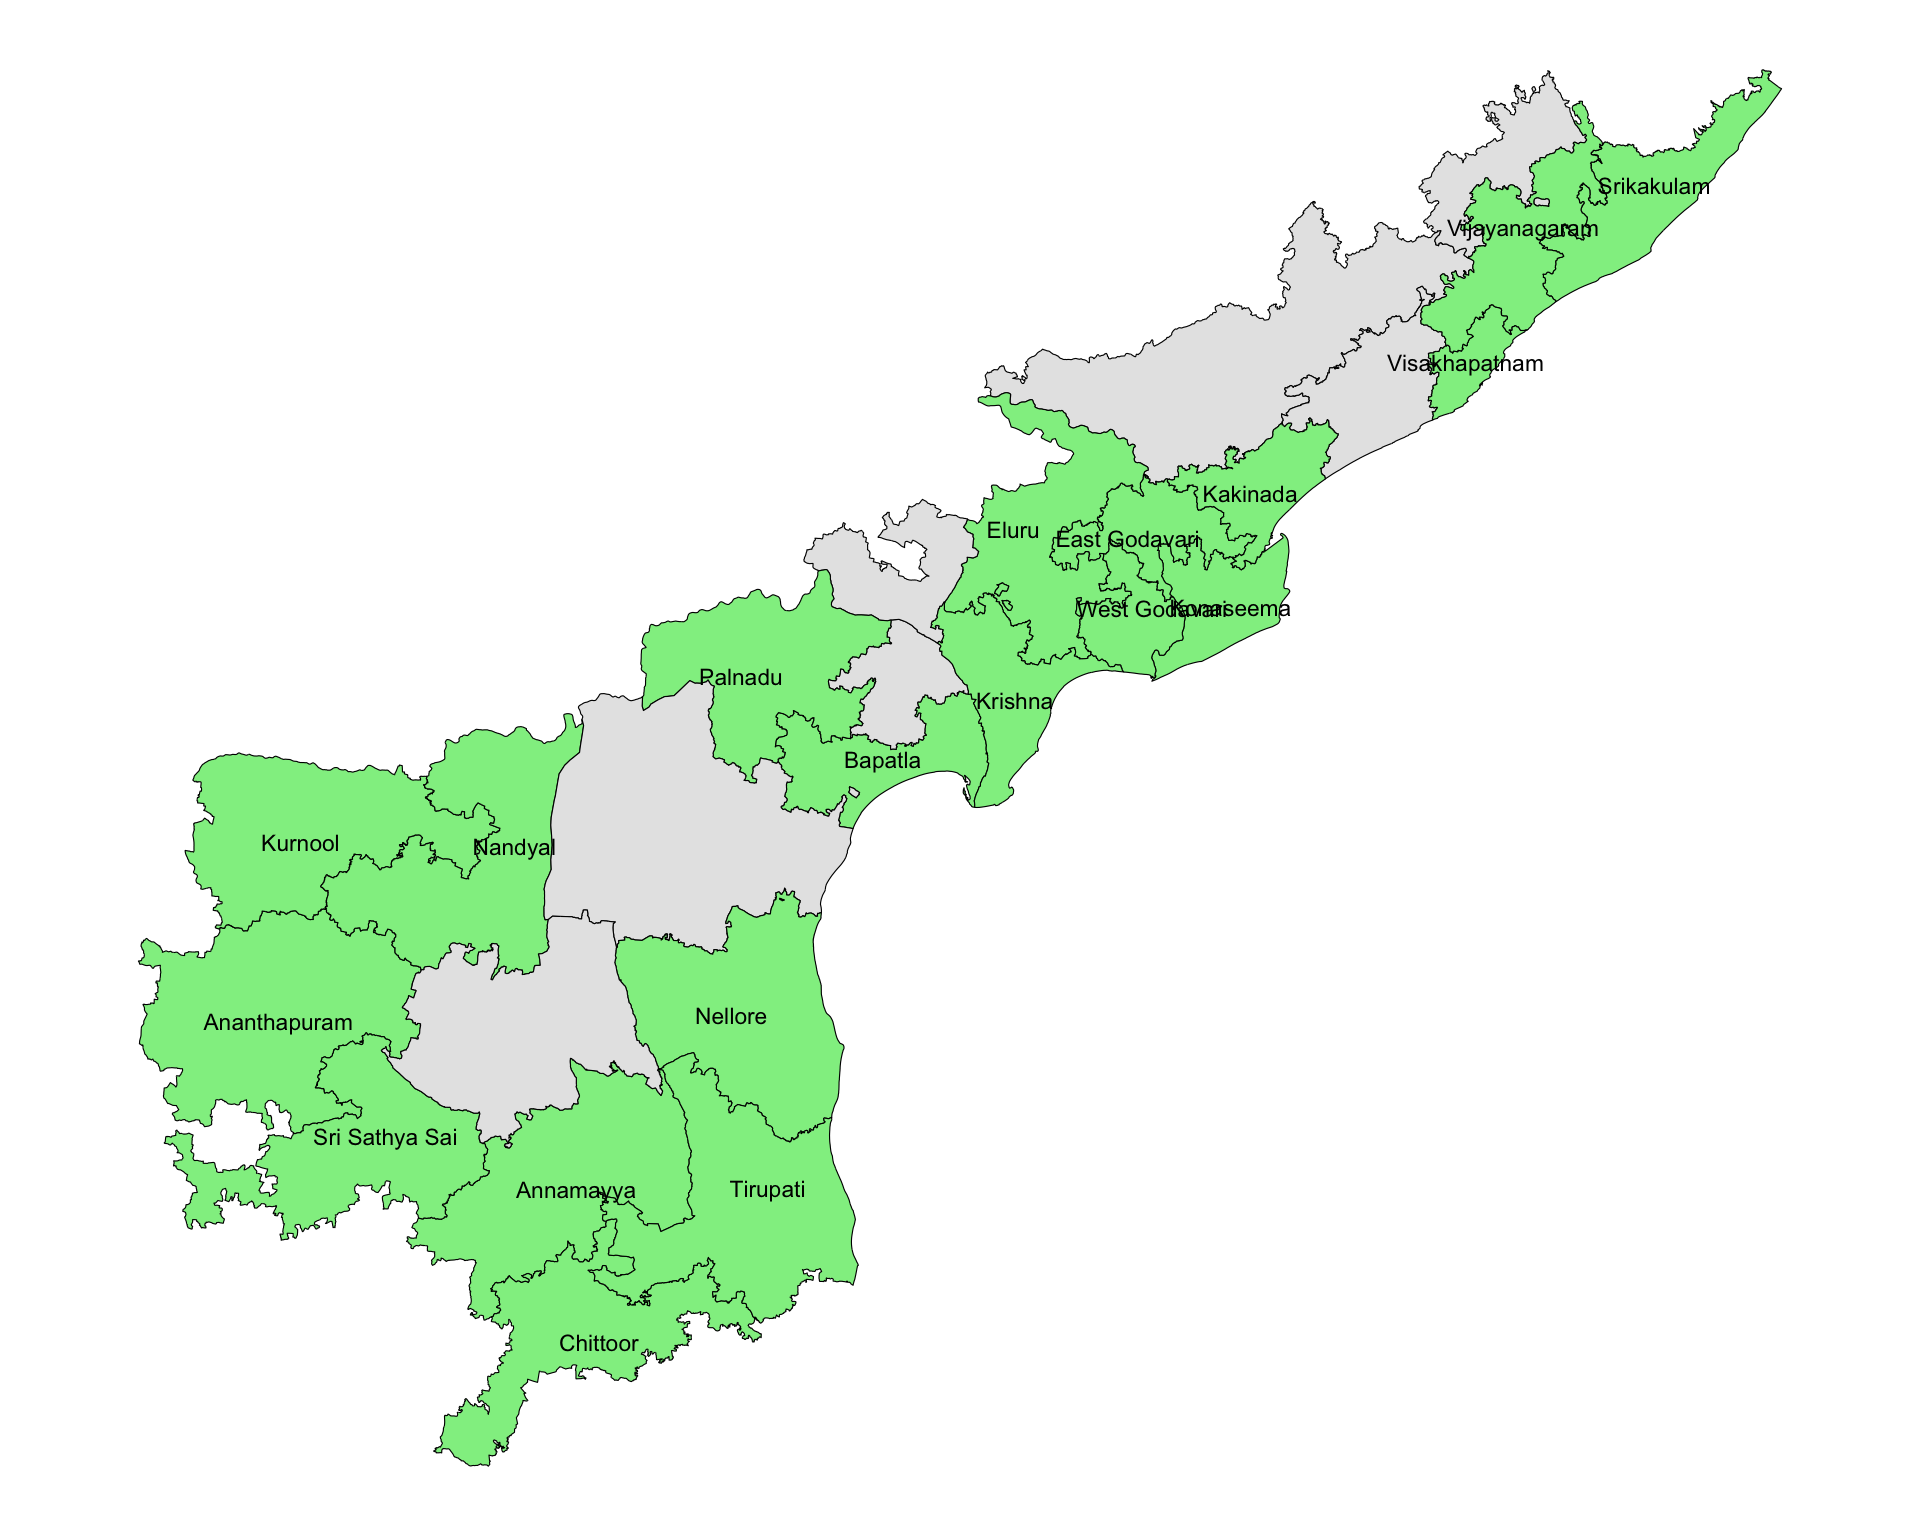 Srikakulam
Vijayanagaram
Visakhapatnam
Kakinada
Eluru
East Godavari
West Godavari
Konaseema
Palnadu
Krishna
Bapatla
Kurnool
Nandyal
Nellore
Ananthapuram
Sri Sathya Sai
Annamayya
Tirupati
Chittoor